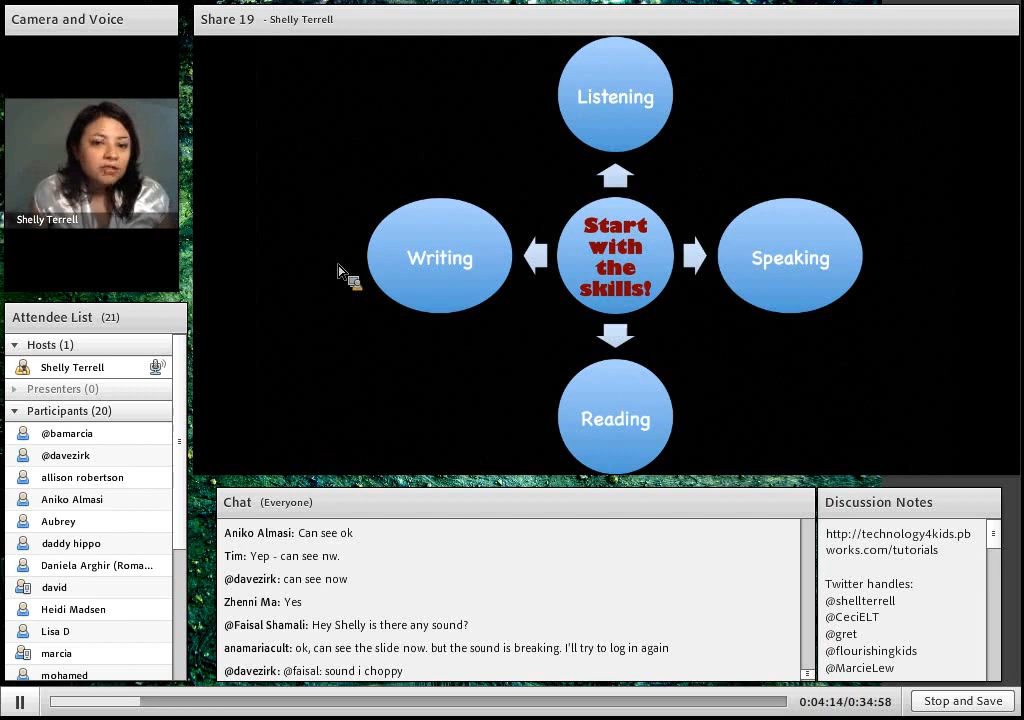 Camera and Voice
Shelly Terrell
Attendee List (21)
Hosts (1)
Shelly Terrell
Presenters (0)
Participants (20)
@bamarcia
@davezirk
allison robertson
Aniko Almasi
Aubrey
daddy hippo
Daniela Arghir (Roma...
david
Heidi Madsen
Lisa D
marcia
mohamed
Share 19 - Shelly Terrell
Listening
Writing
Start
with
the
skills!
Speaking
Reading
Chat (Everyone)
Aniko Almasi: Can see ok
Tim: Yep - can see nw.
@davezirk: can see now
Zhenni Ma: Yes
@Faisal Shamali: Hey Shelly is there any sound?
anamariacult: ok, can see the slide now. but the sound is breaking. I'll try to log in again
@davezirk: @faisal: sound i choppy
Discussion Notes
http://technology4kids.pb
works.com/tutorials
Twitter handles:
@shellterrell
@CeciELT
@gret
@flourishingkids
@MarcieLew
0:04:14/0:34:58
Stop and Save